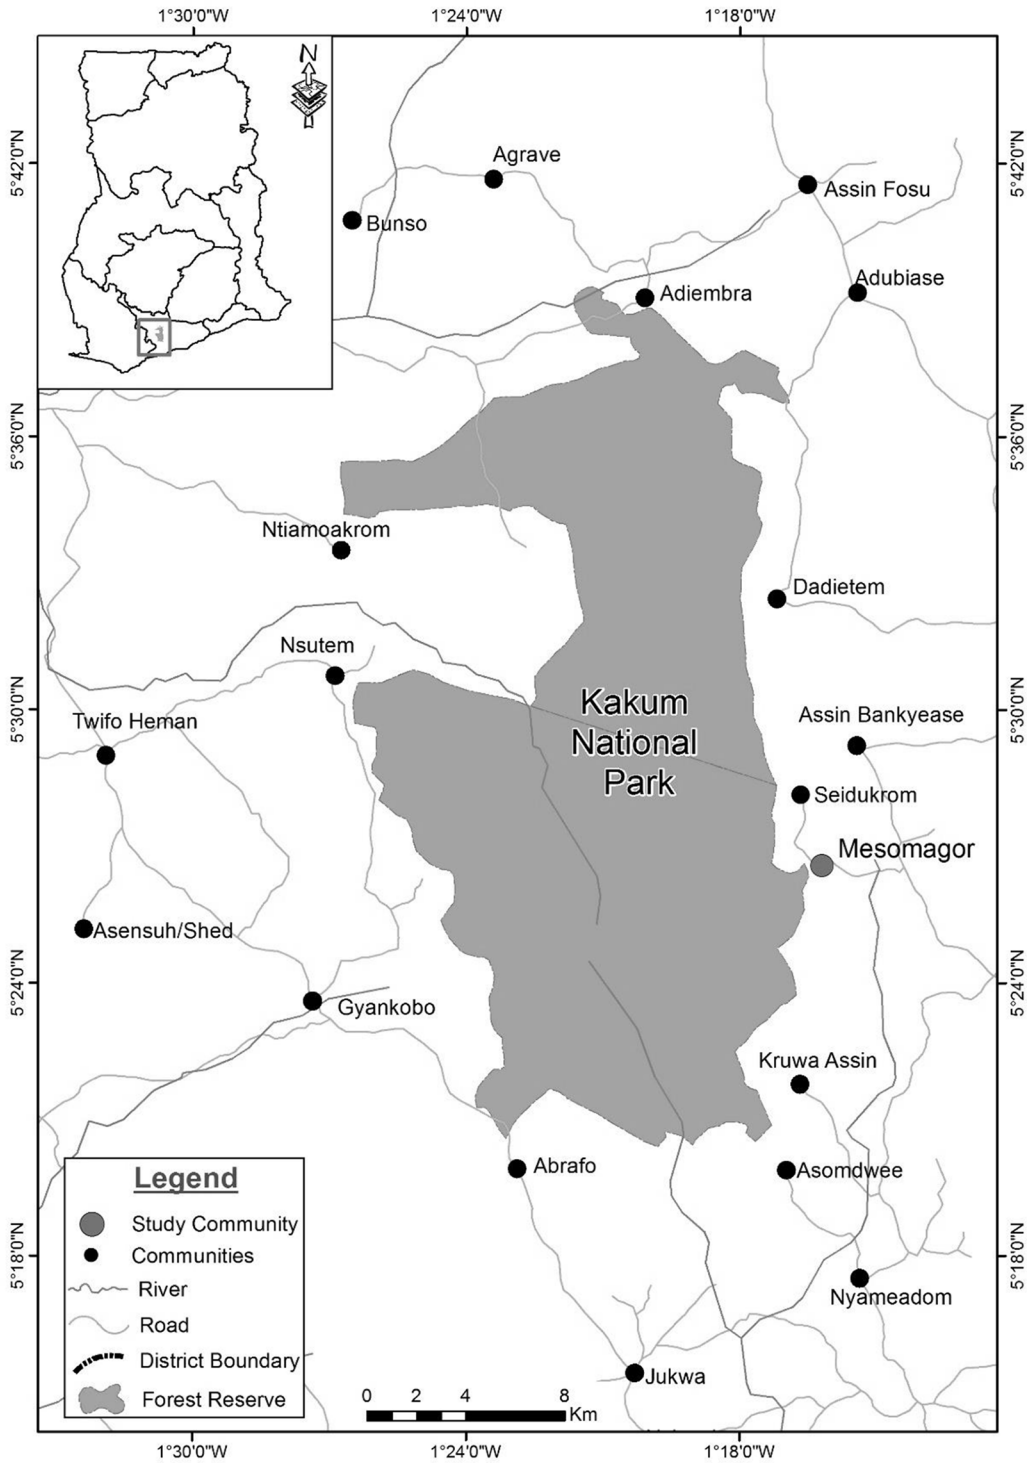 1°30'0"W 1°24'0"W 1°18'0"W
N
5°42'0"N
5°42'0"N
Agrave
Assin Fosu
Bunso
Adubiase
Adiembra
5°36'0"N
5°36'0"N
Ntiamoakrom
Dadietem
Nsutem
5°30'0"N
5°30'0"N
Kakum
National
Park
Twifo Heman
Assin Bankyease
Seidukrom
Mesomagor
Asensuh/Shed
5°24'0"N
5°24'0"N
Gyankobo
Kruwa Assin
Abrafo
Asomdwee
5°18'0"N
5°18'0"N
Nyameadom
Jukwa
Legend
Study Community
Communities
River
Road
District Boundary
Forest Reserve
0 2 4 8
Km
1°30'0"W 1°24'0"W 1°18'0"W